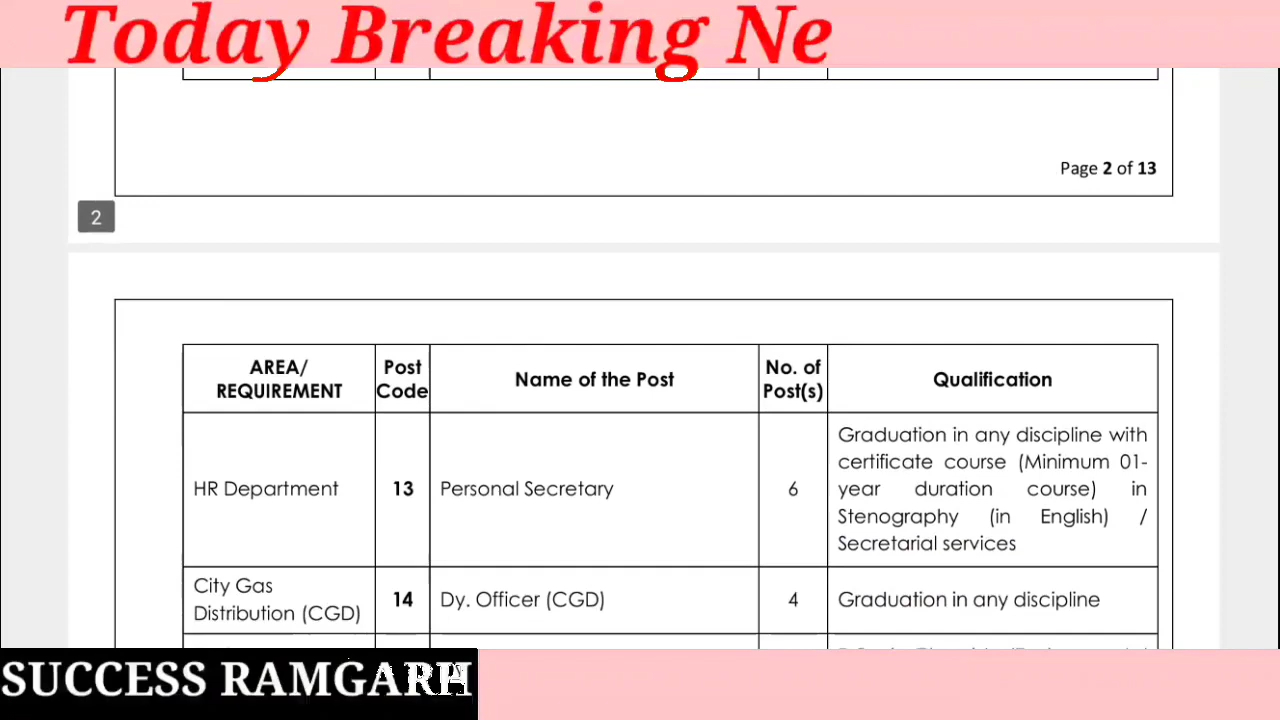 Today Breaking Ne
Page 2 of 13
2
AREA/
REQUIREMENT
Post
Code
Name of the Post
No. of
Post(s)
Qualification
HR Department
13
Personal Secretary
6
Graduation in any discipline with
certificate course (Minimum 01-
year duration course) in
Stenography (in English) /
Secretarial services
City Gas
Distribution (CGD)
14
Dy. Officer (CGD)
4
Graduation in any discipline
SUCCESS RAMGARH